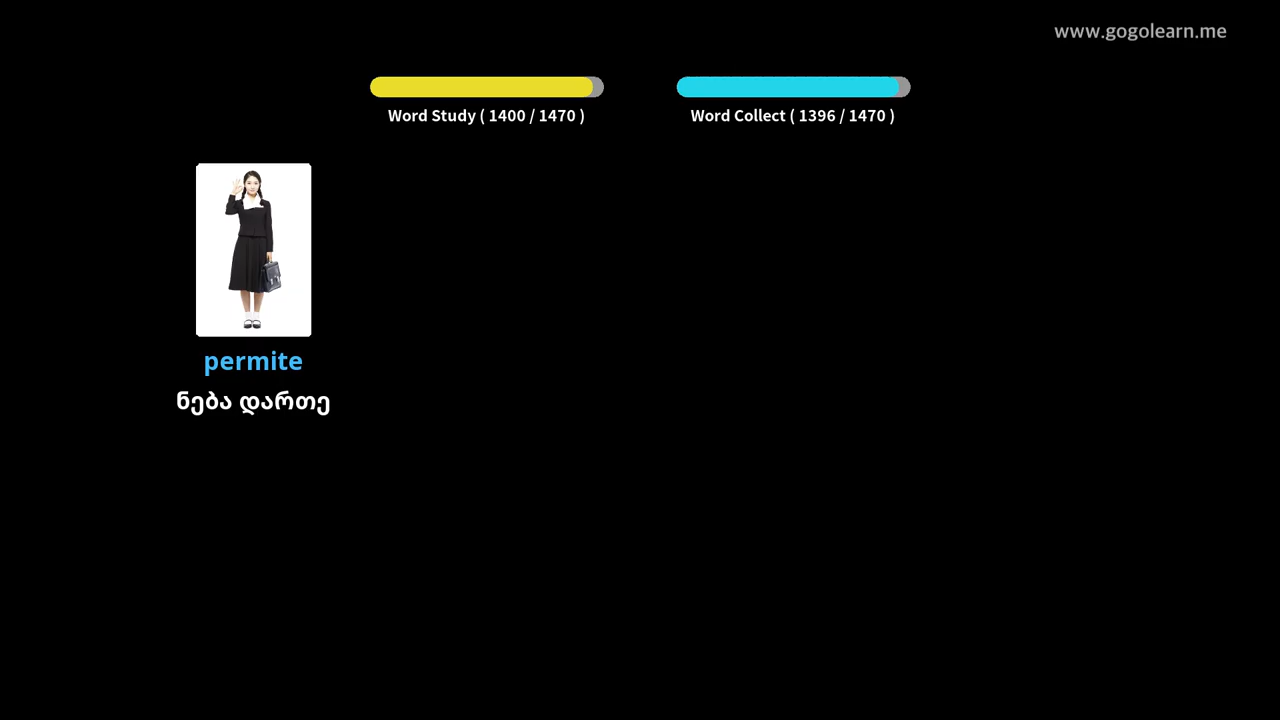 www.gogolearn.me
Word Study ( 1400 / 1470 )
Word Collect ( 1396 / 1470 )
permite
ნება დართე